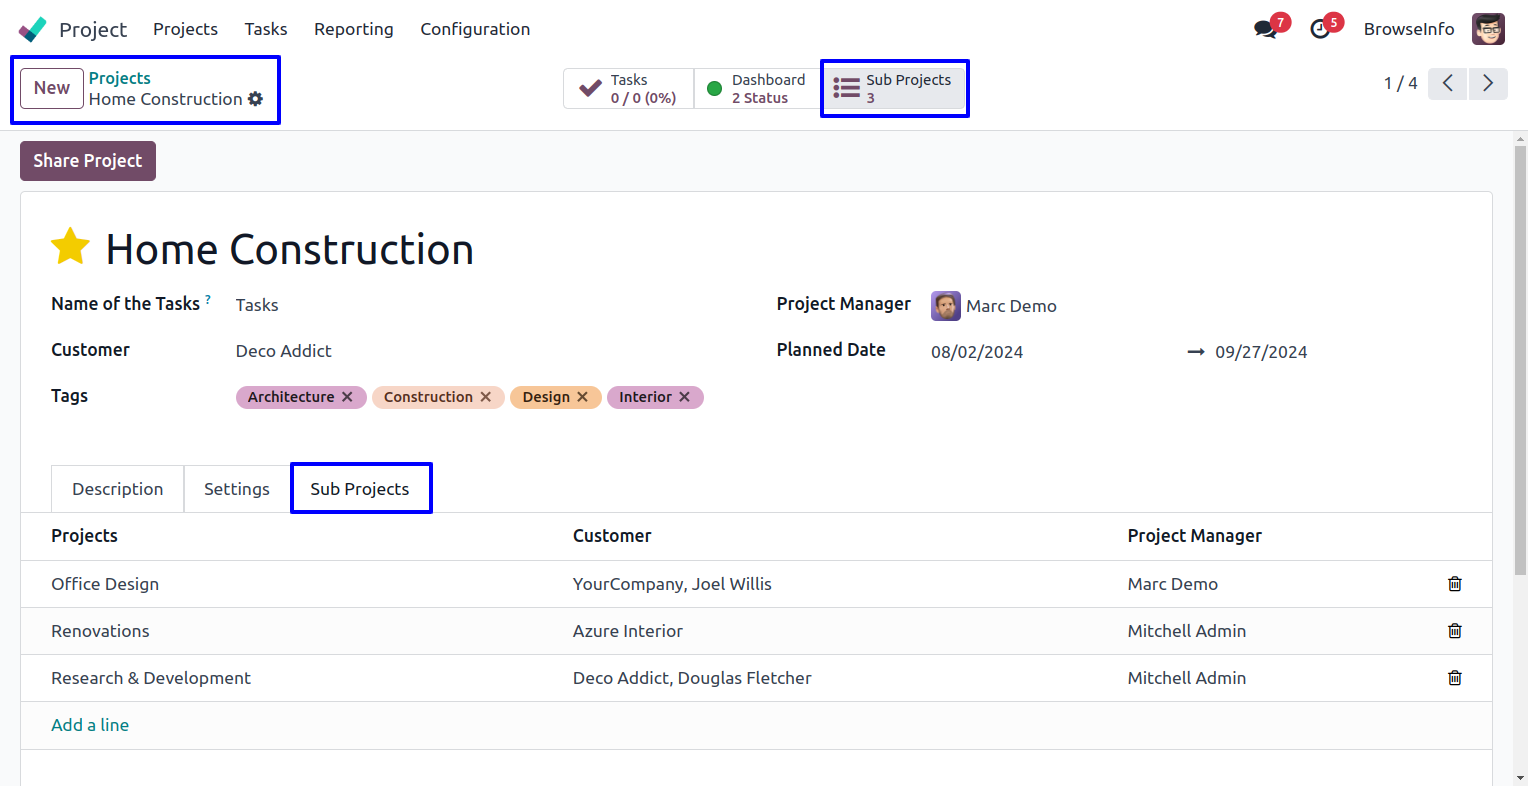 Project Projects Tasks Reporting Configuration 7 5 BrowseInfo
New Projects
Home Construction
Tasks
0 / 0 (0%)
Dashboard
2 Status
Sub Projects
3
1 / 4
Share Project
Home Construction
Name of the Tasks ? Tasks
Project Manager Marc Demo
Customer Deco Addict
Planned Date 08/02/2024 → 09/27/2024
Tags Architecture ✕ Construction ✕ Design ✕ Interior ✕
Description Settings Sub Projects
Projects Customer Project Manager
Office Design YourCompany, Joel Willis Marc Demo
Renovations Azure Interior Mitchell Admin
Research & Development Deco Addict, Douglas Fletcher Mitchell Admin
Add a line